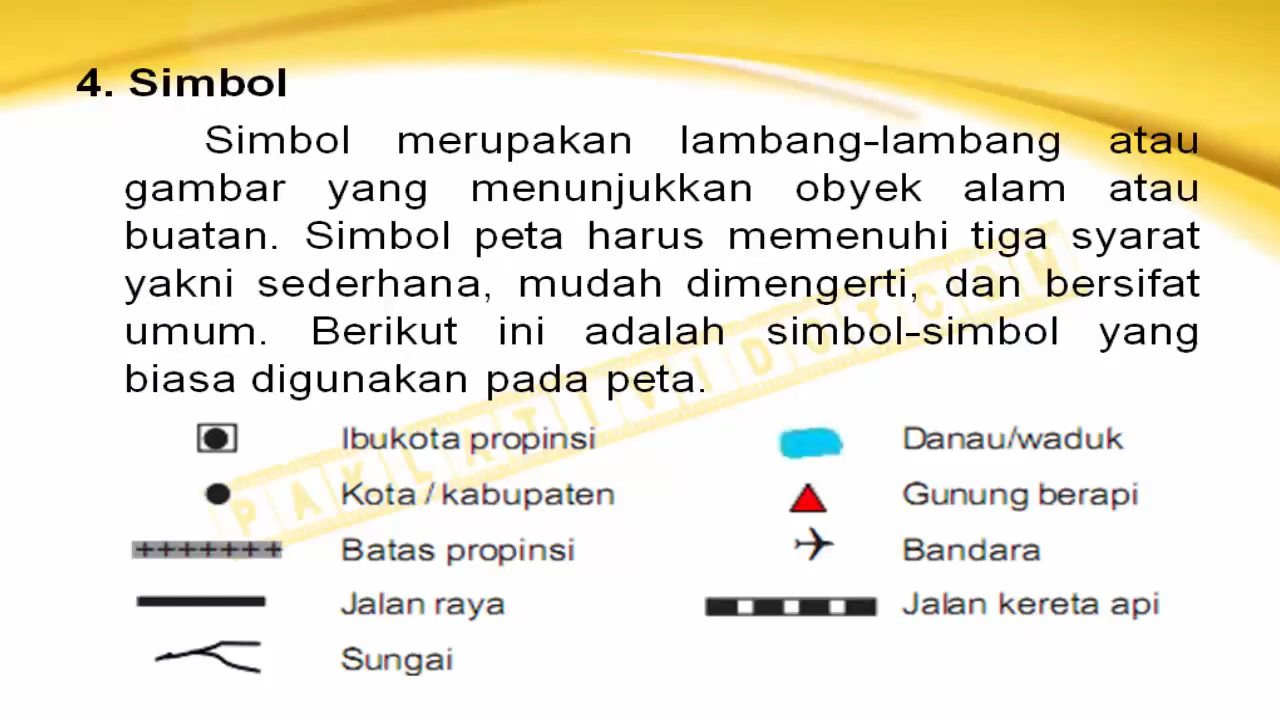 4. Simbol
Simbol merupakan lambang-lambang atau
gambar yang menunjukkan obyek alam atau
buatan. Simbol peta harus memenuhi tiga syarat
yakni sederhana, mudah dimengerti, dan bersifat
umum. Berikut ini adalah simbol-simbol yang
biasa digunakan pada peta.
Ibukota propinsi
Kota / kabupaten
Batas propinsi
Jalan raya
Sungai
Danau/waduk
Gunung berapi
Bandara
Jalan kereta api